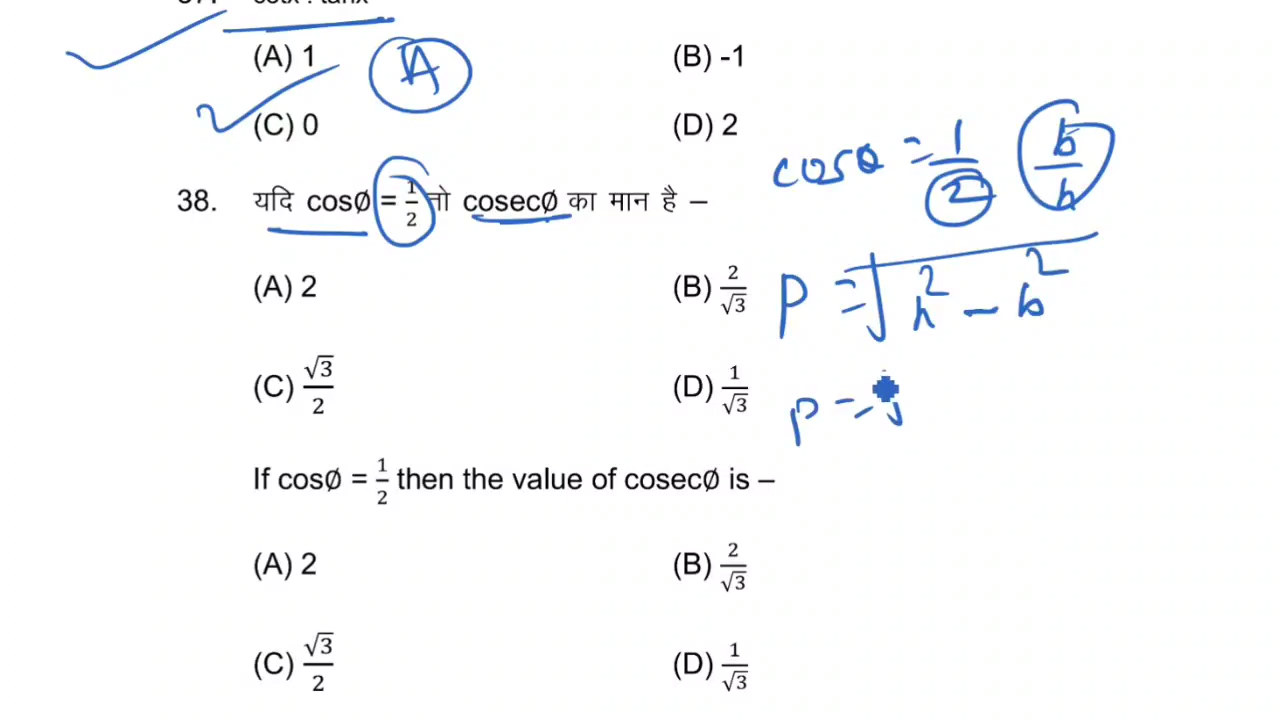 37. cotx . tanx
(A) 1 A (B) -1
(C) 0 (D) 2
cosθ = 1/2 b/h
38. यदि cosØ = 1/2 तो cosecØ का मान है –
(A) 2 (B) 2/√3
p = √h² - b²
(C) √3/2 (D) 1/√3
p =
If cosØ = 1/2 then the value of cosecØ is –
(A) 2 (B) 2/√3
(C) √3/2 (D) 1/√3